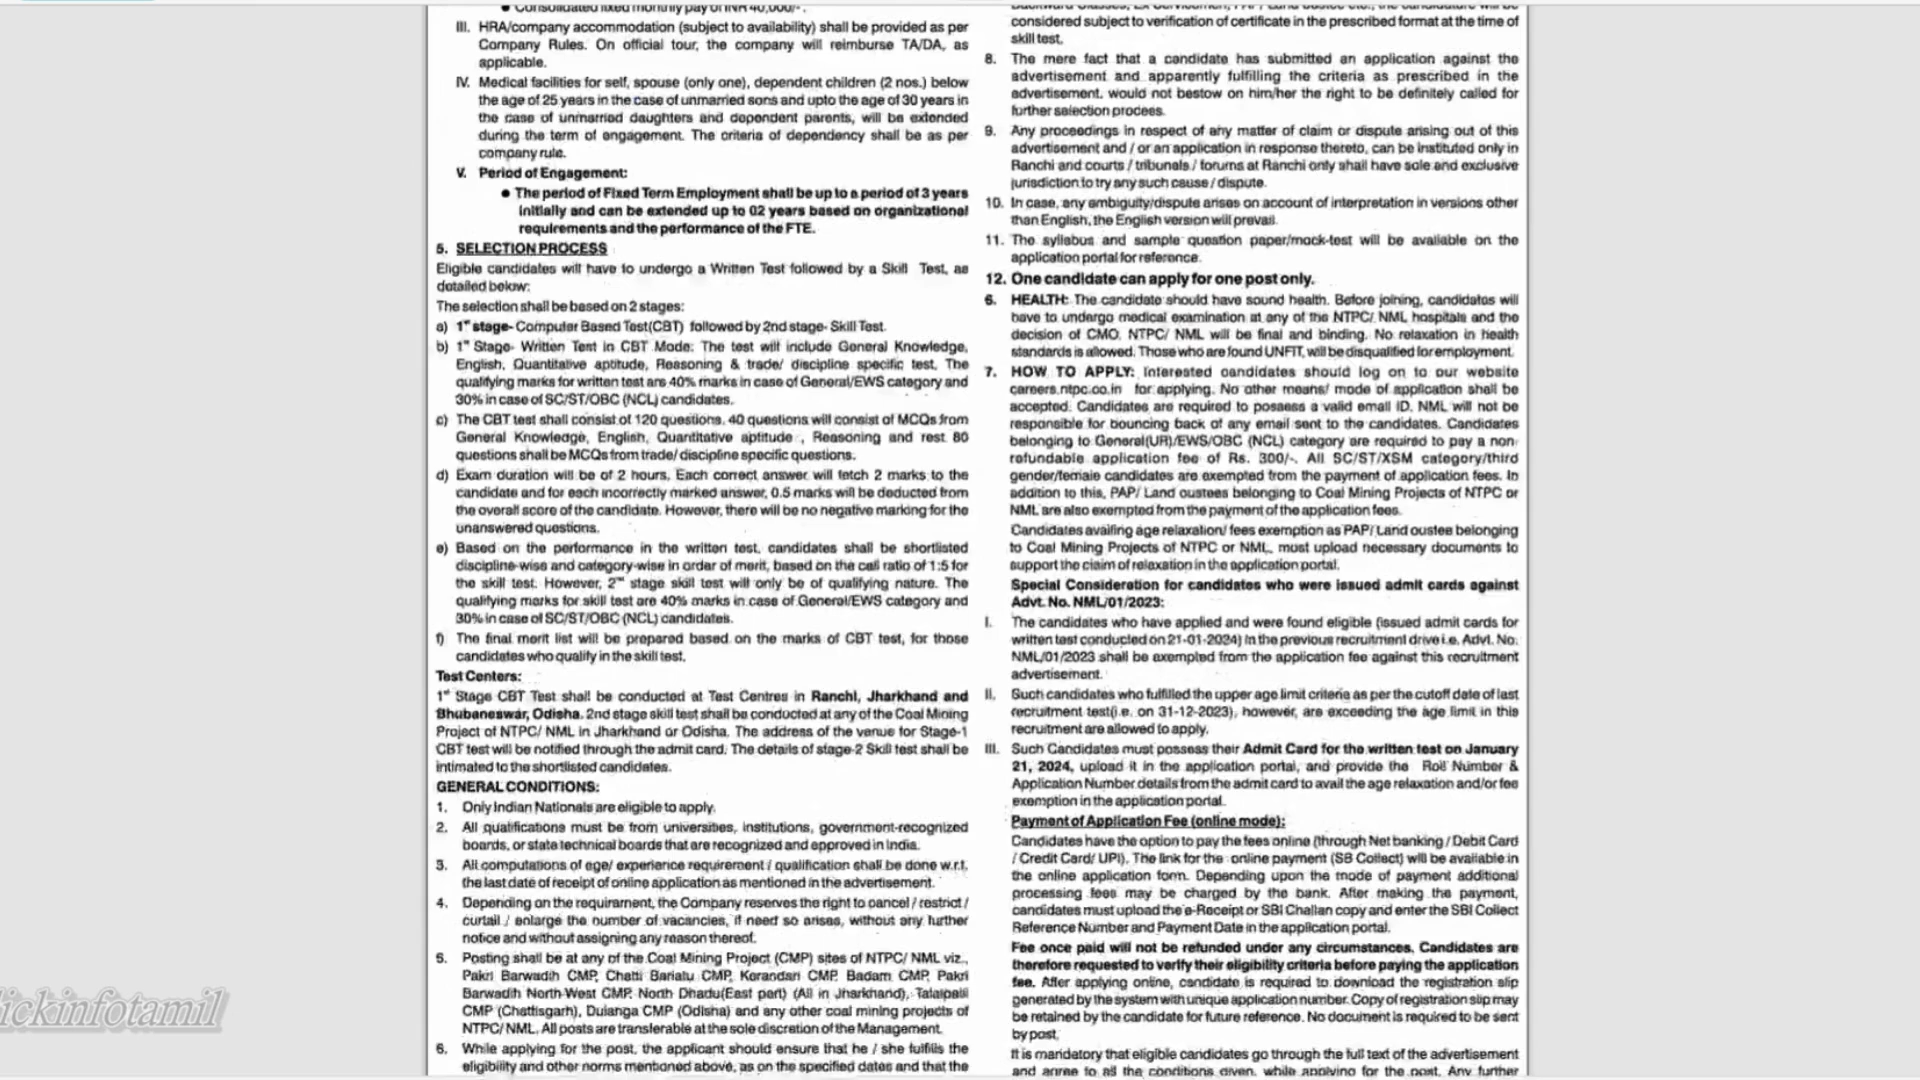 ● Consolidated fixed monthly pay of INR 40,000/-.
III. HRA/company accommodation (subject to availability) shall be provided as per
Company Rules. On official tour, the company will reimburse TA/DA, as
applicable.
IV. Medical facilities for self, spouse (only one), dependent children (2 nos.) below
the age of 25 years in the case of unmarried sons and upto the age of 30 years in
the case of unmarried daughters and dependent parents, will be extended
during the term of engagement. The criteria of dependency shall be as per
company rule.
V. Period of Engagement:
● The period of Fixed Term Employment shall be up to a period of 3 years
initially and can be extended up to 02 years based on organizational
requirements and the performance of the FTE.
5. SELECTION PROCESS
Eligible candidates will have to undergo a Written Test followed by a Skill Test, as
detailed below:
The selection shall be based on 2 stages:
a) 1st stage- Computer Based Test(CBT) followed by 2nd stage- Skill Test.
b) 1st Stage- Written Test in CBT Mode: The test will include General Knowledge,
English, Quantitative aptitude, Reasoning & trade/ discipline specific test. The
qualifying marks for written test are 40% marks in case of General/EWS category and
30% in case of SC/ST/OBC (NCL) candidates.
c) The CBT test shall consist of 120 questions. 40 questions will consist of MCQs from
General Knowledge, English, Quantitative aptitude , Reasoning and rest 80
questions shall be MCQs from trade/ discipline specific questions.
d) Exam duration will be of 2 hours. Each correct answer will fetch 2 marks to the
candidate and for each incorrectly marked answer, 0.5 marks will be deducted from
the overall score of the candidate. However, there will be no negative marking for the
unanswered questions.
e) Based on the performance in the written test, candidates shall be shortlisted
discipline-wise and category-wise in order of merit, based on the call ratio of 1:5 for
the skill test. However, 2nd stage skill test will only be of qualifying nature. The
qualifying marks for skill test are 40% marks in case of General/EWS category and
30% in case of SC/ST/OBC (NCL) candidates.
f) The final merit list will be prepared based on the marks of CBT test, for those
candidates who qualify in the skill test.
Test Centers:
1st Stage CBT Test shall be conducted at Test Centres in Ranchi, Jharkhand and
Bhubaneswar, Odisha. 2nd stage skill test shall be conducted at any of the Coal Mining
Project of NTPC/ NML in Jharkhand or Odisha. The address of the venue for Stage-1
CBT test will be notified through the admit card. The details of stage-2 Skill test shall be
intimated to the shortlisted candidates.
GENERAL CONDITIONS:
1. Only Indian Nationals are eligible to apply.
2. All qualifications must be from universities, institutions, government-recognized
boards, or state technical boards that are recognized and approved in India.
3. All computations of age/ experience requirement / qualification shall be done w.r.t.
the last date of receipt of online application as mentioned in the advertisement.
4. Depending on the requirement, the Company reserves the right to cancel / restrict /
curtail / enlarge the number of vacancies, if need so arises, without any further
notice and without assigning any reason thereof.
5. Posting shall be at any of the Coal Mining Project (CMP) sites of NTPC/ NML viz.,
Pakri Barwadih CMP, Chatti Bariatu CMP, Kerandari CMP, Badam CMP, Pakri
Barwadih North-West CMP, North Dhadu(East part) (All in Jharkhand), Talaipalli
CMP (Chattisgarh), Dulanga CMP (Odisha) and any other coal mining projects of
NTPC/ NML. All posts are transferable at the sole discretion of the Management.
6. While applying for the post, the applicant should ensure that he / she fulfills the
eligibility and other norms mentioned above, as on the specified dates and that the
considered subject to verification of certificate in the prescribed format at the time of
skill test.
8. The mere fact that a candidate has submitted an application against the
advertisement and apparently fulfilling the criteria as prescribed in the
advertisement, would not bestow on him/her the right to be definitely called for
further selection process.
9. Any proceedings in respect of any matter of claim or dispute arising out of this
advertisement and / or an application in response thereto, can be instituted only in
Ranchi and courts / tribunals / forums at Ranchi only shall have sole and exclusive
jurisdiction to try any such cause / dispute.
10. In case, any ambiguity/dispute arises on account of interpretation in versions other
than English, the English version will prevail.
11. The syllabus and sample question paper/mock-test will be available on the
application portal for reference.
12. One candidate can apply for one post only.
6. HEALTH: The candidate should have sound health. Before joining, candidates will
have to undergo medical examination at any of the NTPC/ NML hospitals and the
decision of CMO, NTPC/ NML will be final and binding. No relaxation in health
standards is allowed. Those who are found UNFIT, will be disqualified for employment.
7. HOW TO APPLY: Interested candidates should log on to our website
careers.ntpc.co.in for applying. No other means/ mode of application shall be
accepted. Candidates are required to possess a valid email ID. NML will not be
responsible for bouncing back of any email sent to the candidates. Candidates
belonging to General(UR)/EWS/OBC (NCL) category are required to pay a non-
refundable application fee of Rs. 300/-. All SC/ST/XSM category/third
gender/female candidates are exempted from the payment of application fees. In
addition to this, PAP/ Land oustees belonging to Coal Mining Projects of NTPC or
NML are also exempted from the payment of the application fees.
Candidates availing age relaxation/ fees exemption as PAP/ Land oustee belonging
to Coal Mining Projects of NTPC or NML, must upload necessary documents to
support the claim of relaxation in the application portal.
Special Consideration for candidates who were issued admit cards against
Advt. No. NML/01/2023:
I. The candidates who have applied and were found eligible (issued admit cards for
written test conducted on 21-01-2024) in the previous recruitment drive i.e. Advt. No.
NML/01/2023 shall be exempted from the application fee against this recruitment
advertisement.
II. Such candidates who fulfilled the upper age limit criteria as per the cutoff date of last
recruitment test(i.e. on 31-12-2023), however, are exceeding the age limit in this
recruitment are allowed to apply.
III. Such Candidates must possess their Admit Card for the written test on January
21, 2024, upload it in the application portal, and provide the Roll Number &
Application Number details from the admit card to avail the age relaxation and/or fee
exemption in the application portal.
Payment of Application Fee (online mode):
Candidates have the option to pay the fees online (through Net banking / Debit Card
/ Credit Card/ UPI). The link for the online payment (SB Collect) will be available in
the online application form. Depending upon the mode of payment additional
processing fees may be charged by the bank. After making the payment,
candidates must upload the e-Receipt or SBI Challan copy and enter the SBI Collect
Reference Number and Payment Date in the application portal.
Fee once paid will not be refunded under any circumstances. Candidates are
therefore requested to verify their eligibility criteria before paying the application
fee. After applying online, candidate is required to download the registration slip
generated by the system with unique application number. Copy of registration slip may
be retained by the candidate for future reference. No document is required to be sent
by post.
It is mandatory that eligible candidates go through the full text of the advertisement
and agree to all the conditions given, while applying for the post. Any further
ickinfotamil